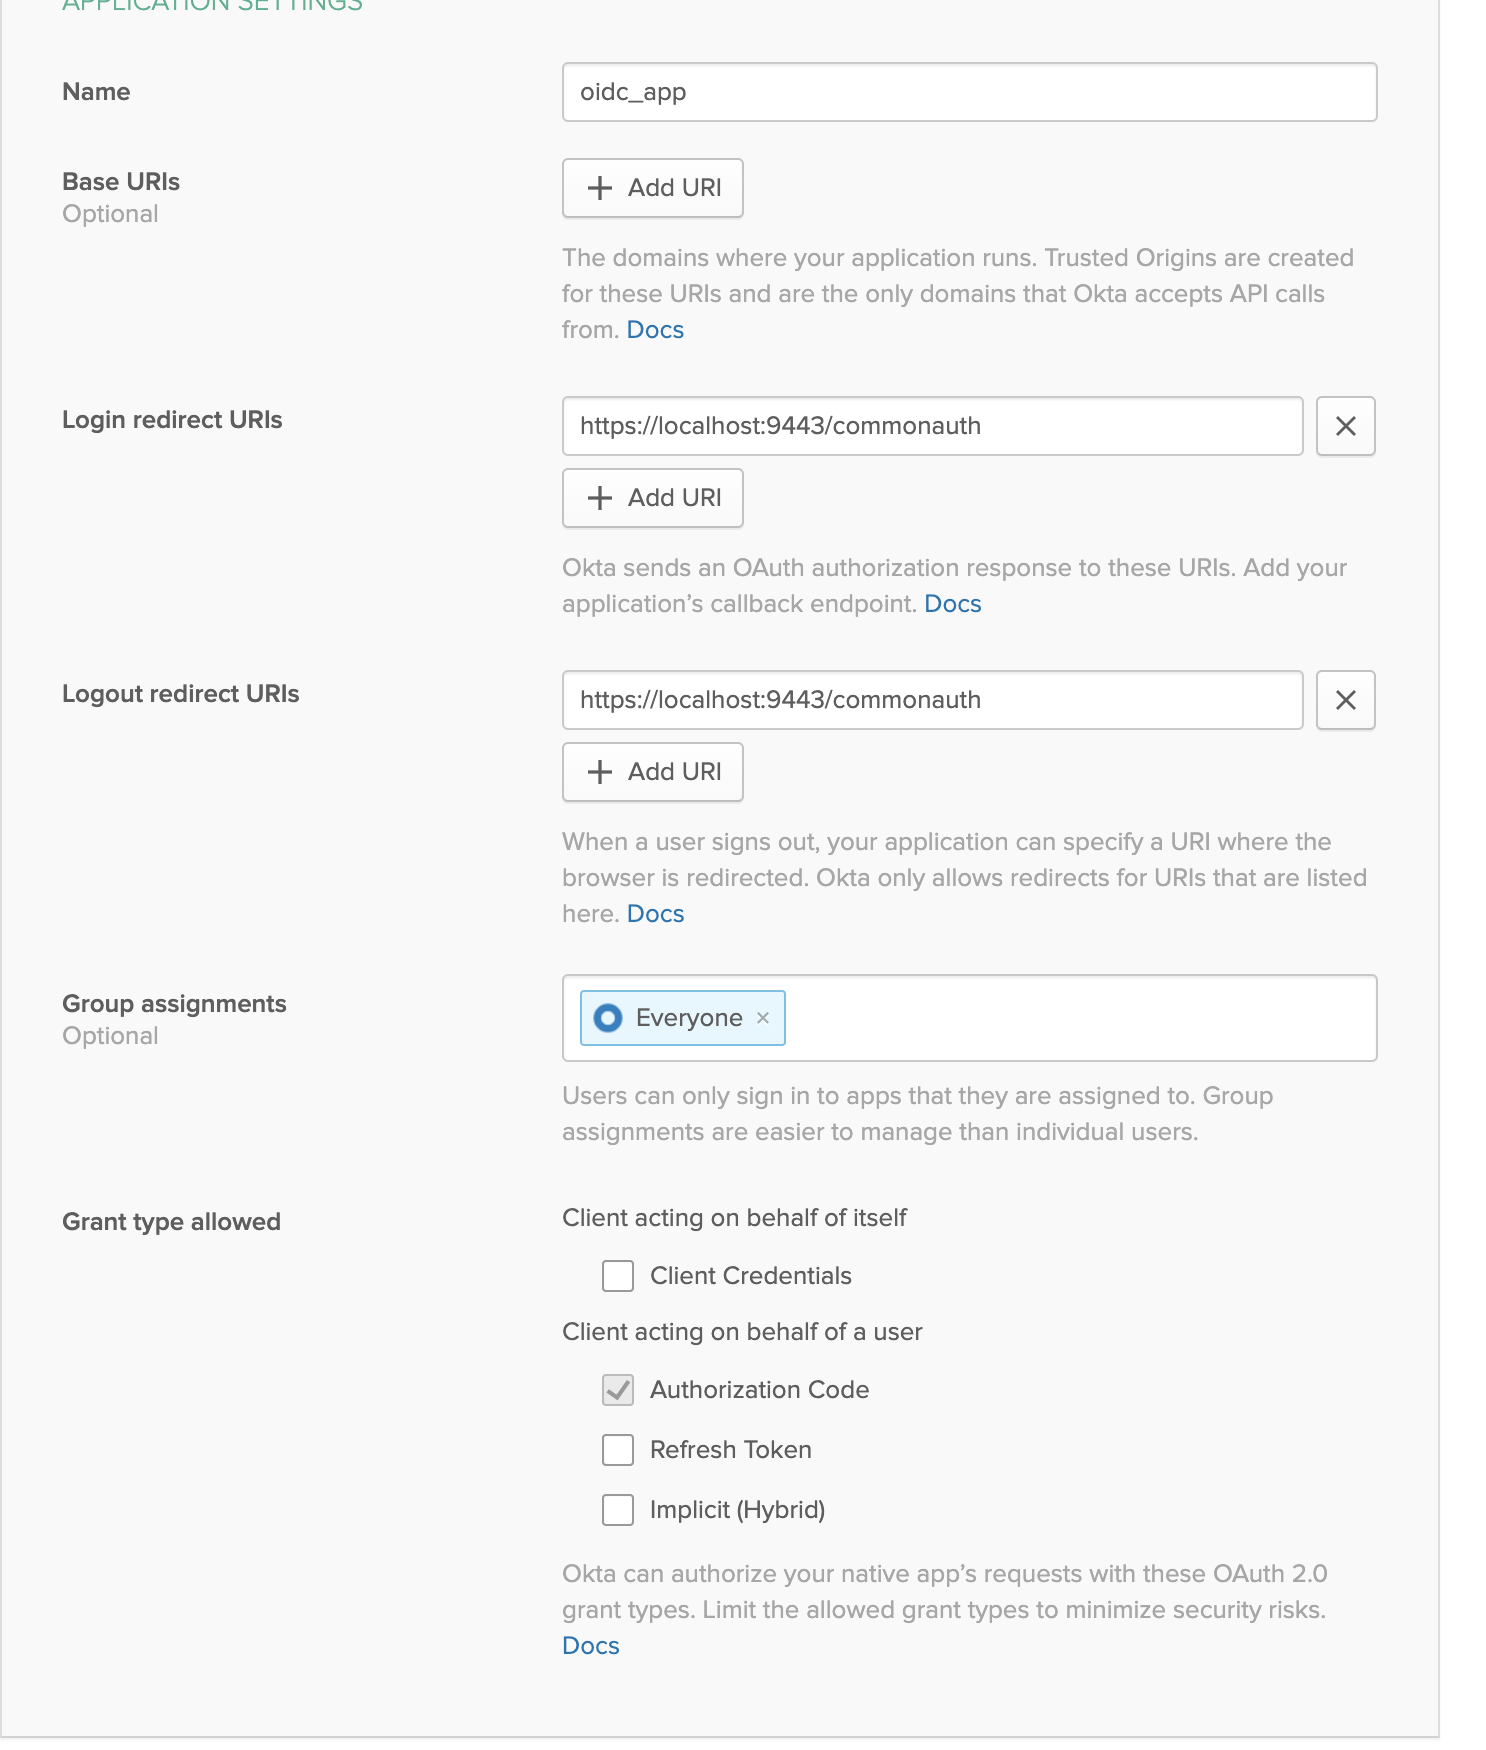 APPLICATION SETTINGS
Name
oidc_app
Base URIs
Optional
Add URI
The domains where your application runs. Trusted Origins are created
for these URIs and are the only domains that Okta accepts API calls
from. Docs
Login redirect URIs
https://localhost:9443/commonauth
Add URI
Okta sends an OAuth authorization response to these URIs. Add your
application’s callback endpoint. Docs
Logout redirect URIs
https://localhost:9443/commonauth
Add URI
When a user signs out, your application can specify a URI where the
browser is redirected. Okta only allows redirects for URIs that are listed
here. Docs
Group assignments
Optional
Everyone
Users can only sign in to apps that they are assigned to. Group
assignments are easier to manage than individual users.
Grant type allowed
Client acting on behalf of itself
Client Credentials
Client acting on behalf of a user
Authorization Code
Refresh Token
Implicit (Hybrid)
Okta can authorize your native app’s requests with these OAuth 2.0
grant types. Limit the allowed grant types to minimize security risks.
Docs